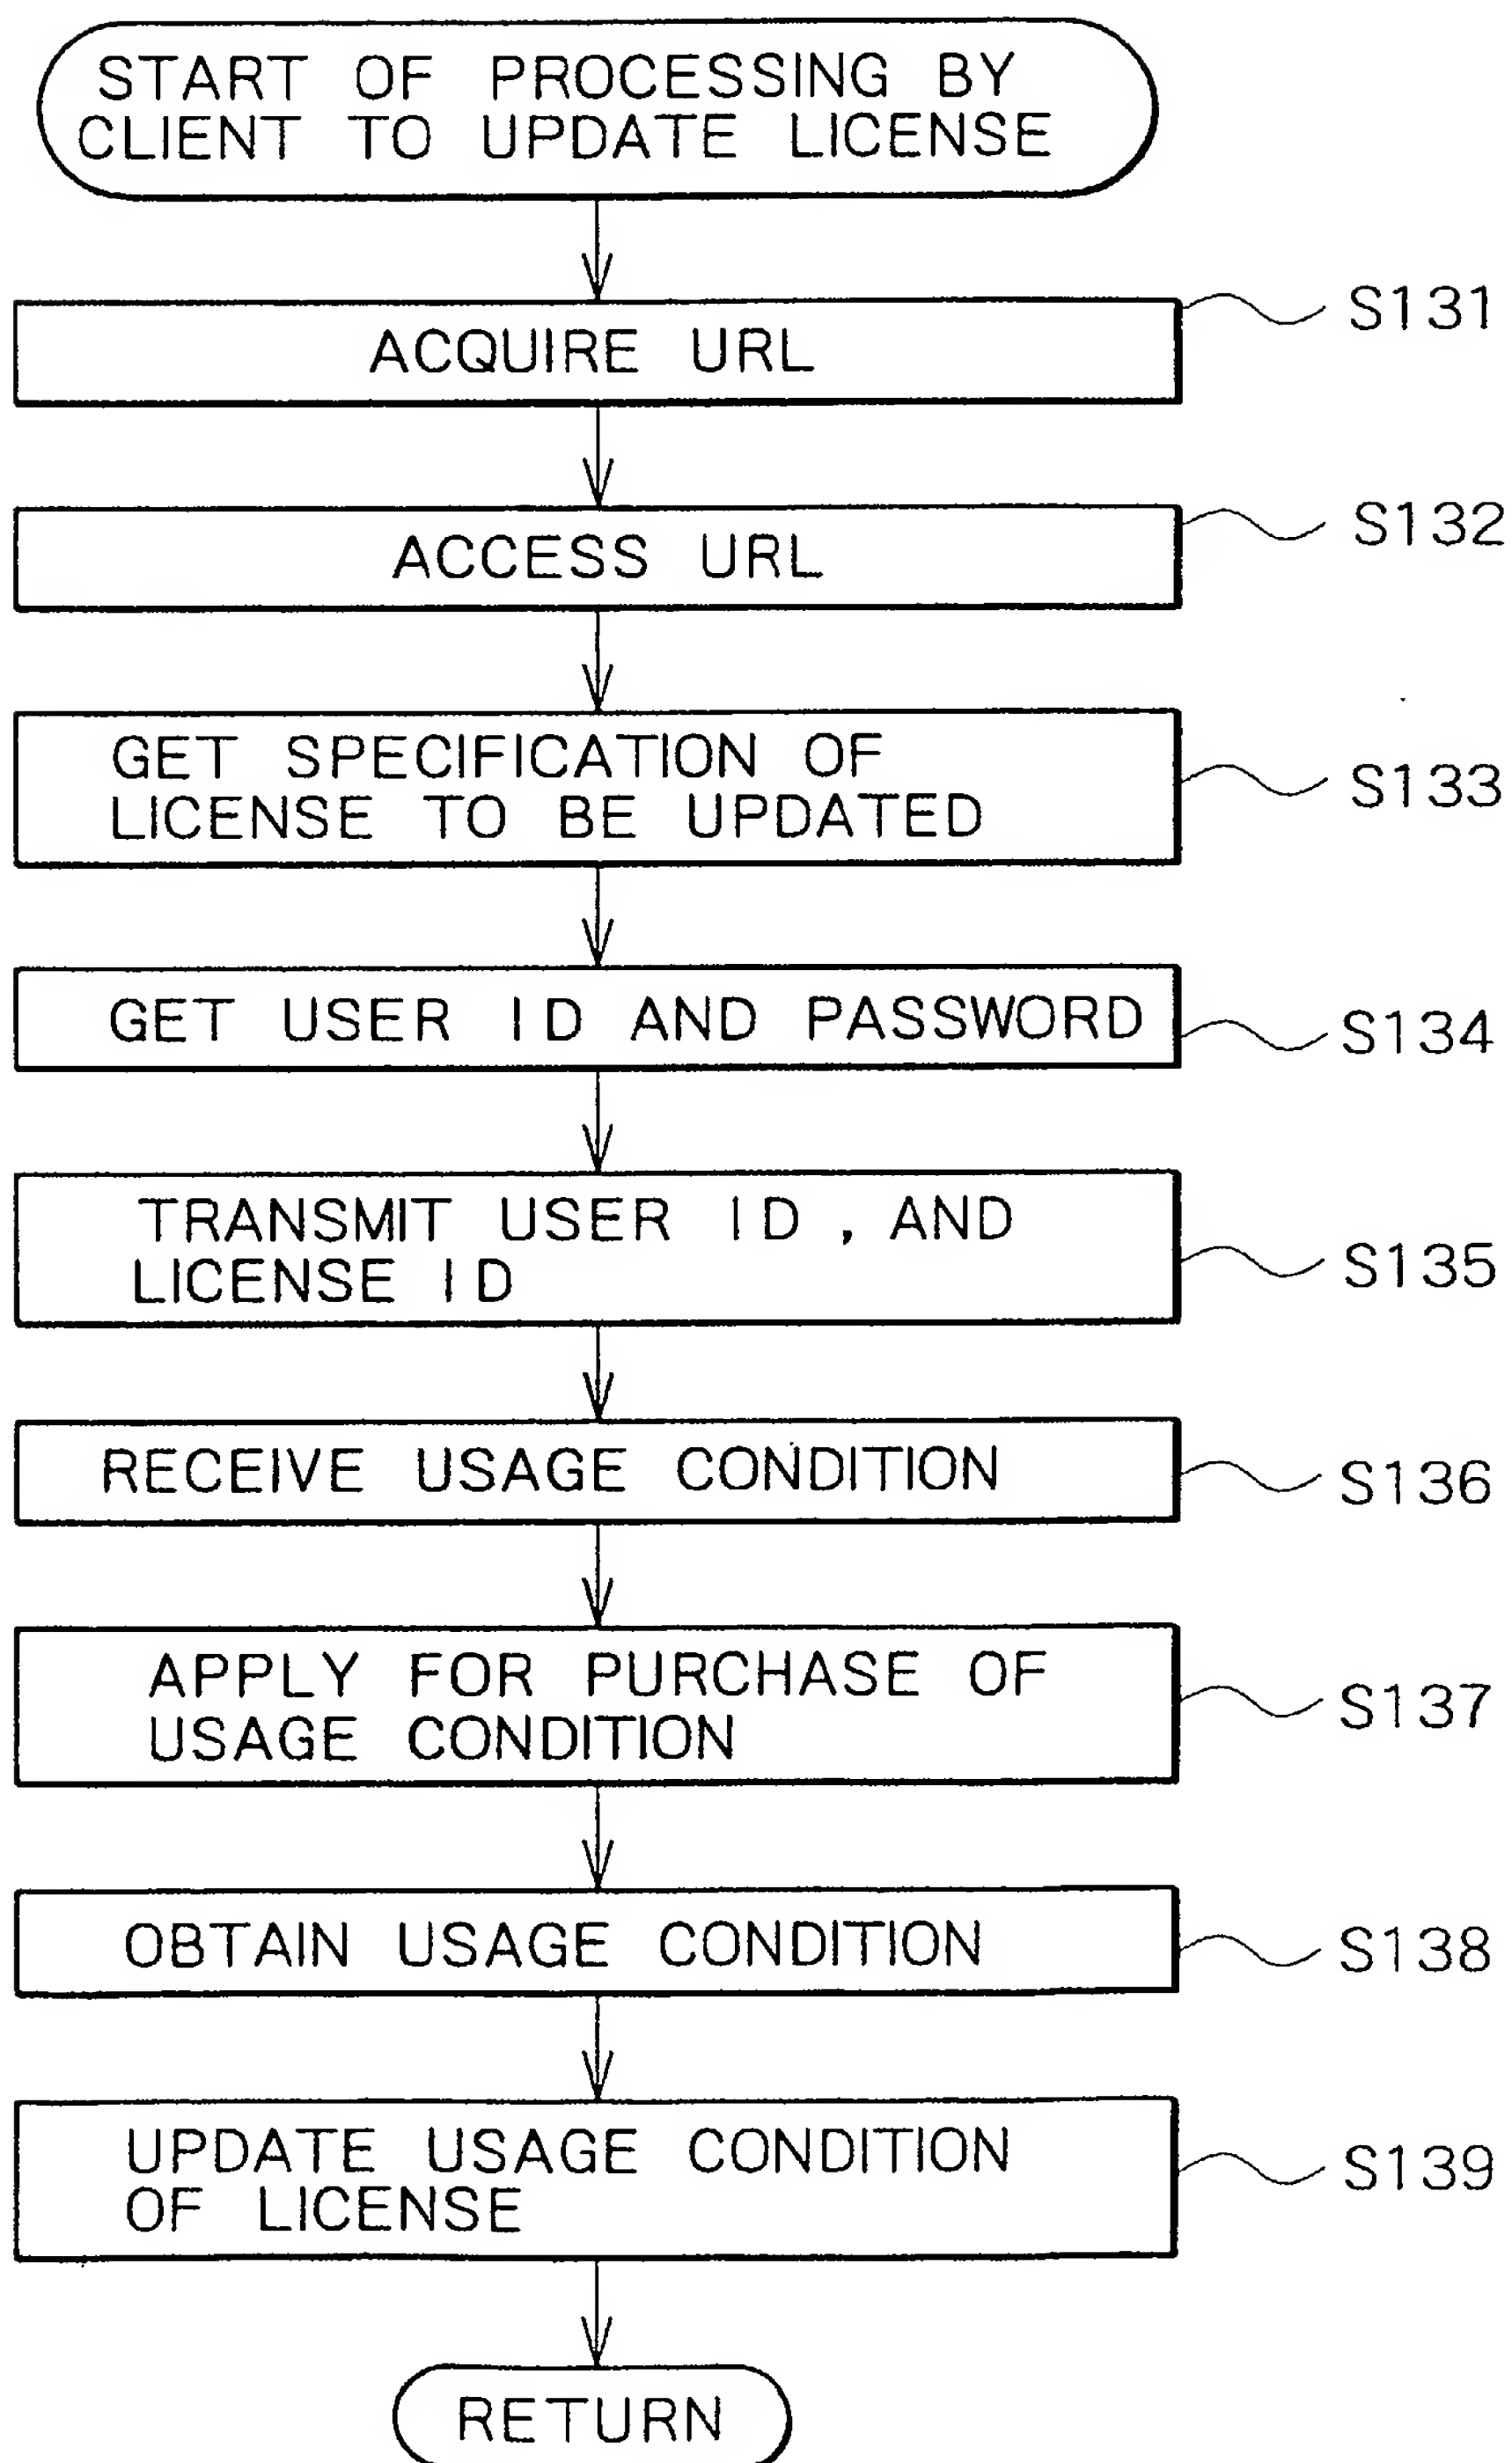 START OF PROCESSING BY
CLIENT TO UPDATE LICENSE
ACQUIRE URL
S131
ACCESS URL
S132
GET SPECIFICATION OF
LICENSE TO BE UPDATED
S133
GET USER ID AND PASSWORD
S134
TRANSMIT USER ID, AND
LICENSE ID
S135
RECEIVE USAGE CONDITION
S136
APPLY FOR PURCHASE OF
USAGE CONDITION
S137
OBTAIN USAGE CONDITION
S138
UPDATE USAGE CONDITION
OF LICENSE
S139
RETURN